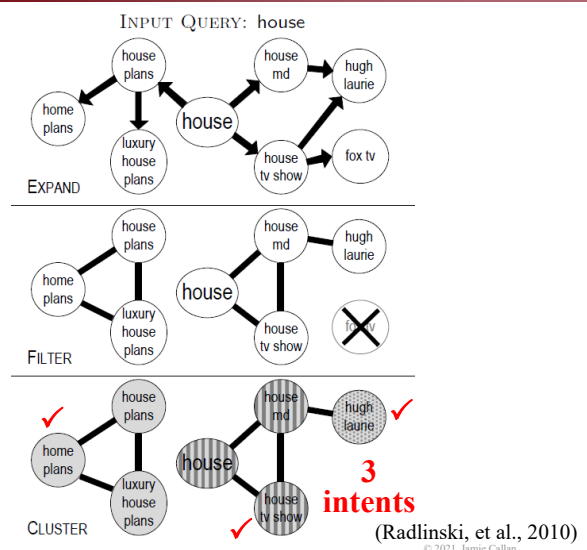 INPUT QUERY: house
house
plans
house
md
hugh
laurie
home
plans
house
luxury
house
plans
house
tv show
fox tv
EXPAND
house
plans
house
md
hugh
laurie
home
plans
house
luxury
house
plans
house
tv show
FILTER
house
plans
house
md
hugh
laurie
home
plans
house
luxury
house
plans
house
tv show
3
intents
CLUSTER
(Radlinski, et al., 2010)
© 2021, Jamie Callan